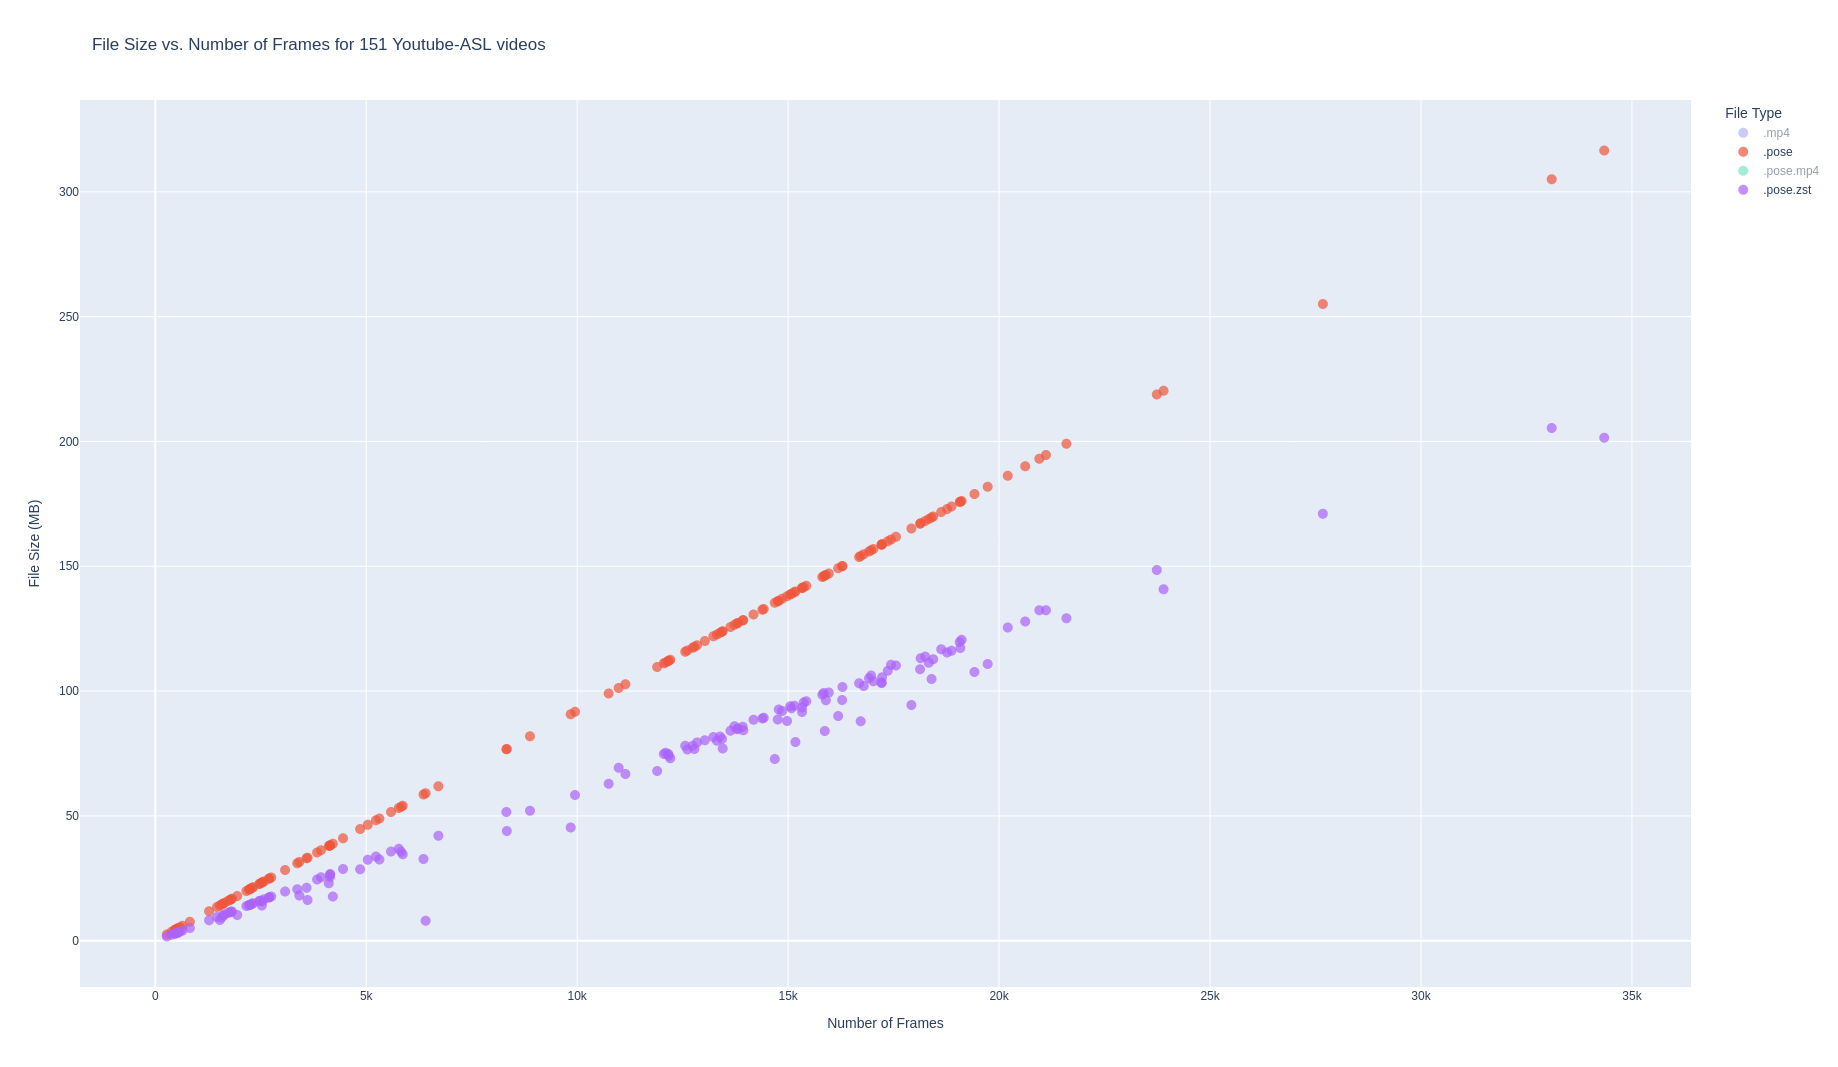 File Size vs. Number of Frames for 151 Youtube-ASL videos
File Type
.mp4
.pose
.pose.mp4
.pose.zst
File Size (MB)
300
250
200
150
100
50
0
0 5k 10k 15k 20k 25k 30k 35k
Number of Frames